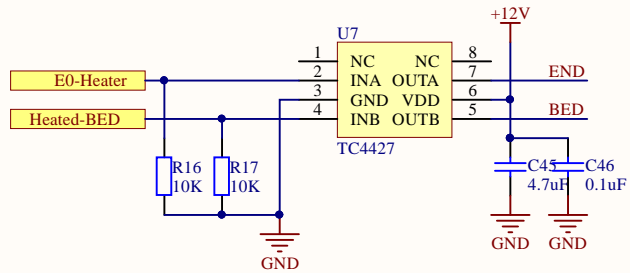 +12V
U7
1 NC NC 8
E0-Heater 2 INA OUTA 7 END
3 GND VDD 6
Heated-BED 4 INB OUTB 5 BED
TC4427
R16 R17 C45 C46
10K 10K 4.7uF 0.1uF
GND GND
GND